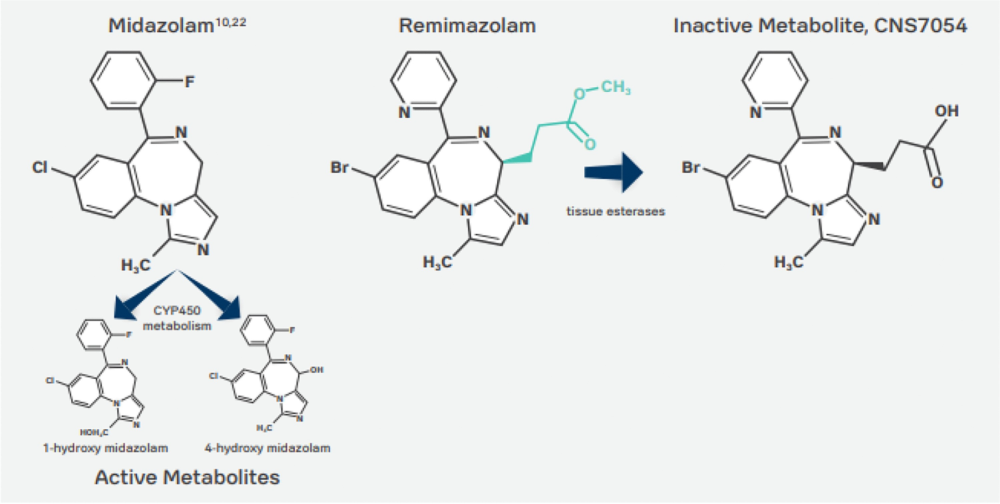 Midazolam10,22
F
N
Cl
N
N
H3C
CYP450
metabolism
F
N
Cl
N
N
HOH2C
1-hydroxy midazolam
F
N
OH
Cl
N
N
H3C
4-hydroxy midazolam
Active Metabolites
Remimazolam
O CH3
N
N
O
Br
N
N
H3C
tissue esterases
Inactive Metabolite, CNS7054
N
OH
N
Br
O
N
N
H3C